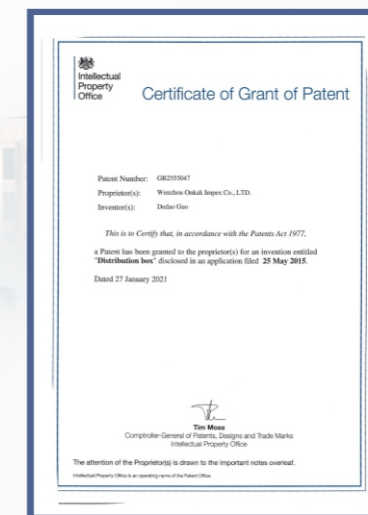 Intellectual
Property
Office
Certificate of Grant of Patent
Patent Number: GB2553047
Proprietor(s): Wenzhou Onkak Impex Co., LTD.
Inventor(s): Dedao Guo
This is to Certify that, in accordance with the Patents Act 1977,
a Patent has been granted to the proprietor(s) for an invention entitled
"Distribution box" disclosed in an application filed 25 May 2015.
Dated 27 January 2021
Tim Moss
Comptroller-General of Patents, Designs and Trade Marks
Intellectual Property Office
The attention of the Proprietor(s) is drawn to the important notes overleaf.
Intellectual Property Office is an operating name of the Patent Office